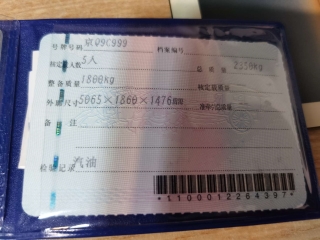 号牌号码 京Q9C999 档案编号
核定载人数 5人 总质量 2250kg
整备质量 1800kg 核定载质量
外廓尺寸 5065×1860×1476mm 准牵引总质量
备注
汽油
检验记录
*1100012264397*